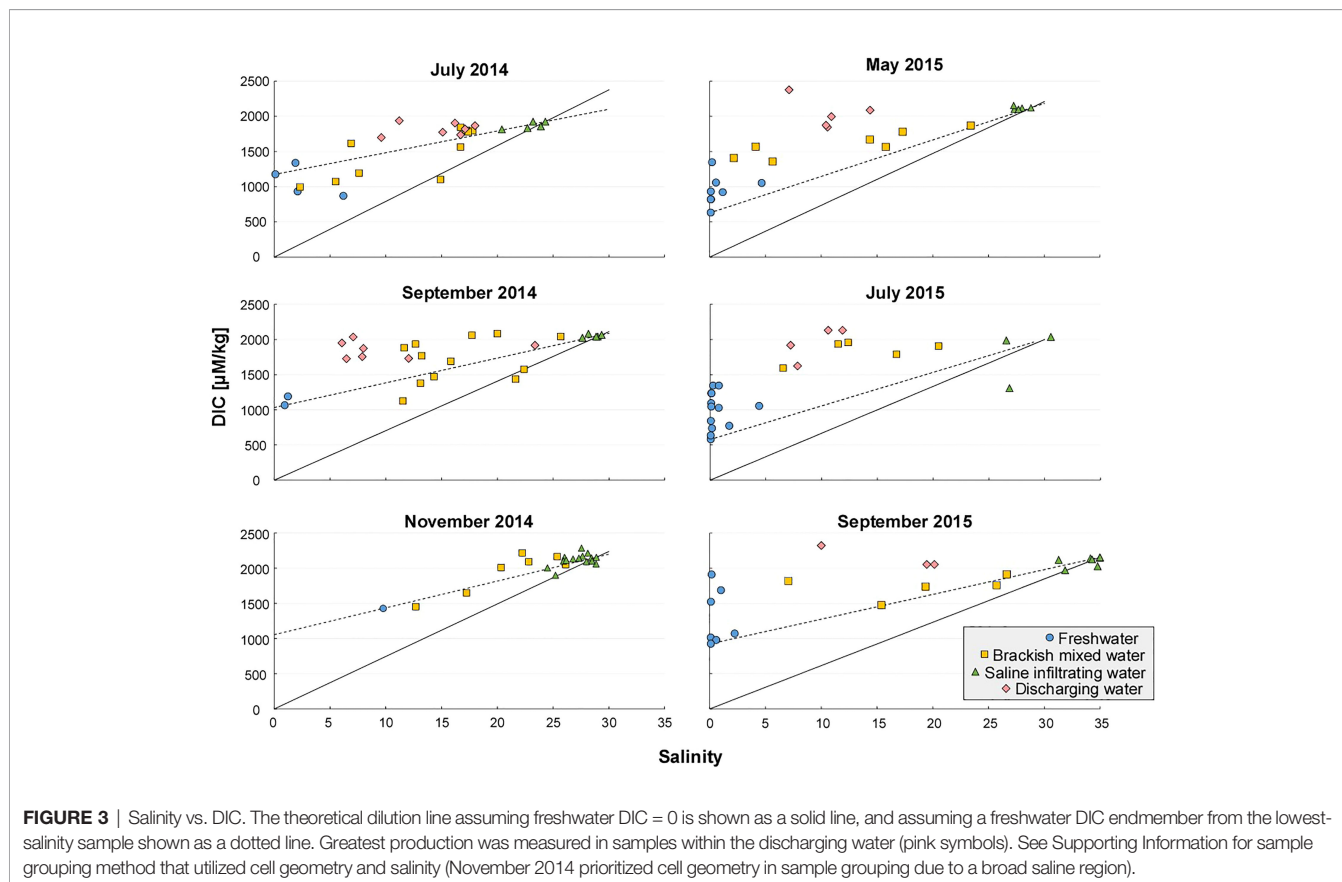 July 2014
2500
2000
1500
1000
500
0
May 2015
September 2014
2500
2000
1500
1000
500
0
July 2015
DIC [µM/kg]
November 2014
2500
2000
1500
1000
500
0
0 5 10 15 20 25 30 35
September 2015
0 5 10 15 20 25 30 35
Freshwater
Brackish mixed water
Saline infiltrating water
Discharging water
Salinity
FIGURE 3 | Salinity vs. DIC. The theoretical dilution line assuming freshwater DIC = 0 is shown as a solid line, and assuming a freshwater DIC endmember from the lowest-
salinity sample shown as a dotted line. Greatest production was measured in samples within the discharging water (pink symbols). See Supporting Information for sample
grouping method that utilized cell geometry and salinity (November 2014 prioritized cell geometry in sample grouping due to a broad saline region).